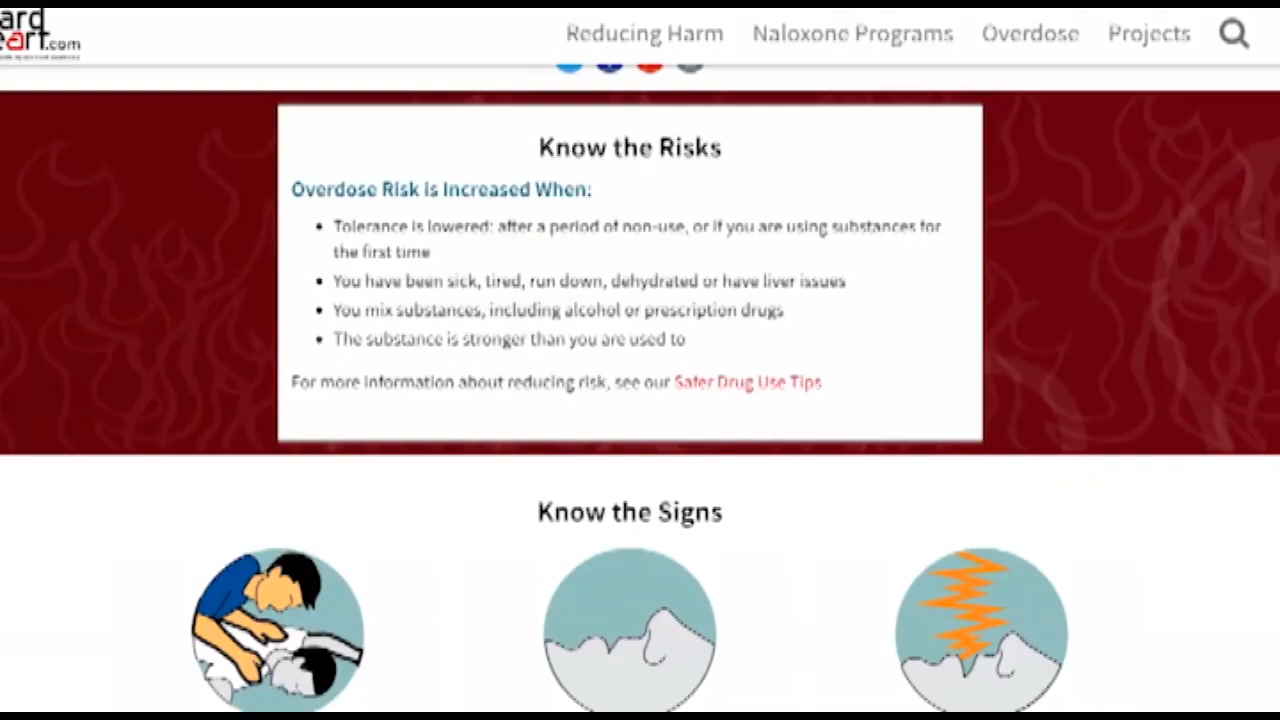 ard
eart.com
Reducing Harm Naloxone Programs Overdose Projects
Know the Risks
Overdose Risk is Increased When:
• Tolerance is lowered: after a period of non-use, or if you are using substances for
the first time
• You have been sick, tired, run down, dehydrated or have liver issues
• You mix substances, including alcohol or prescription drugs
• The substance is stronger than you are used to
For more information about reducing risk, see our Safer Drug Use Tips
Know the Signs